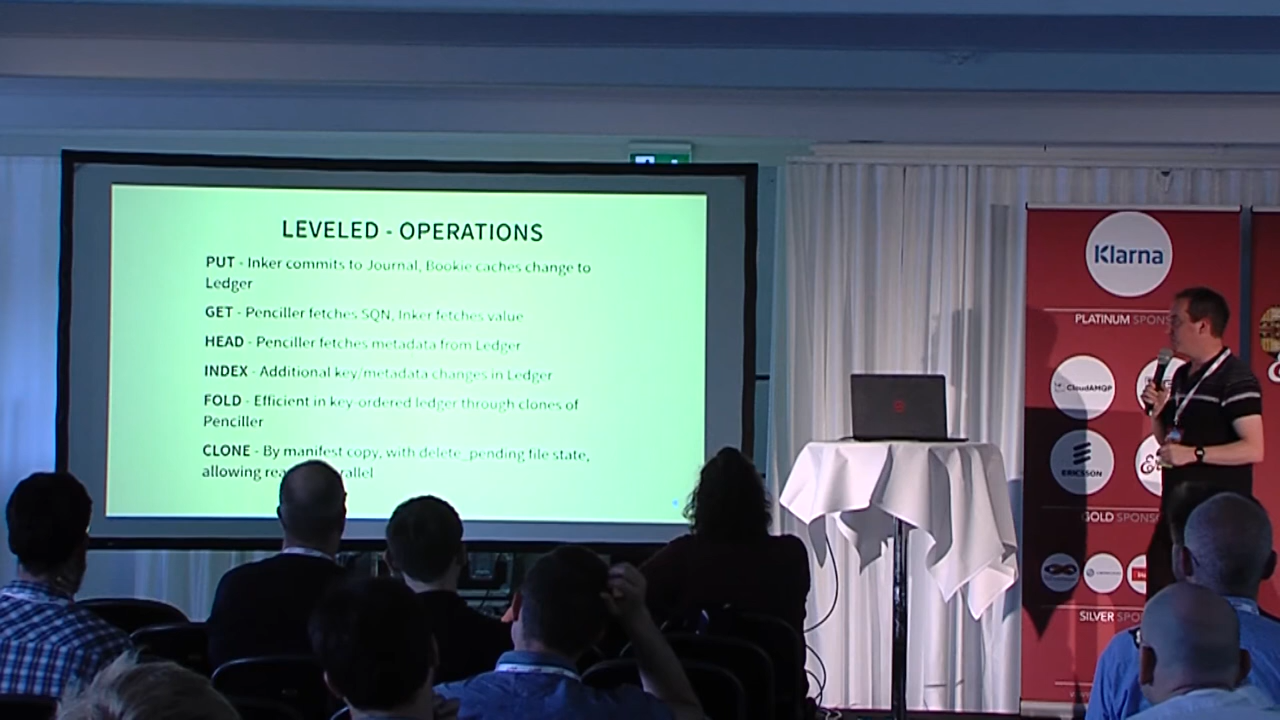 LEVELED - OPERATIONS
PUT - Inker commits to Journal, Bookie caches change to
Ledger
GET - Penciller fetches SQN, Inker fetches value
HEAD - Penciller fetches metadata from Ledger
INDEX - Additional key/metadata changes in Ledger
FOLD - Efficient in key-ordered ledger through clones of
Penciller
CLONE - By manifest copy, with delete_pending file state,
allowing
Klarna
PLATINUM
CloudAMQP
ERICSSON
GOLD
SILVER